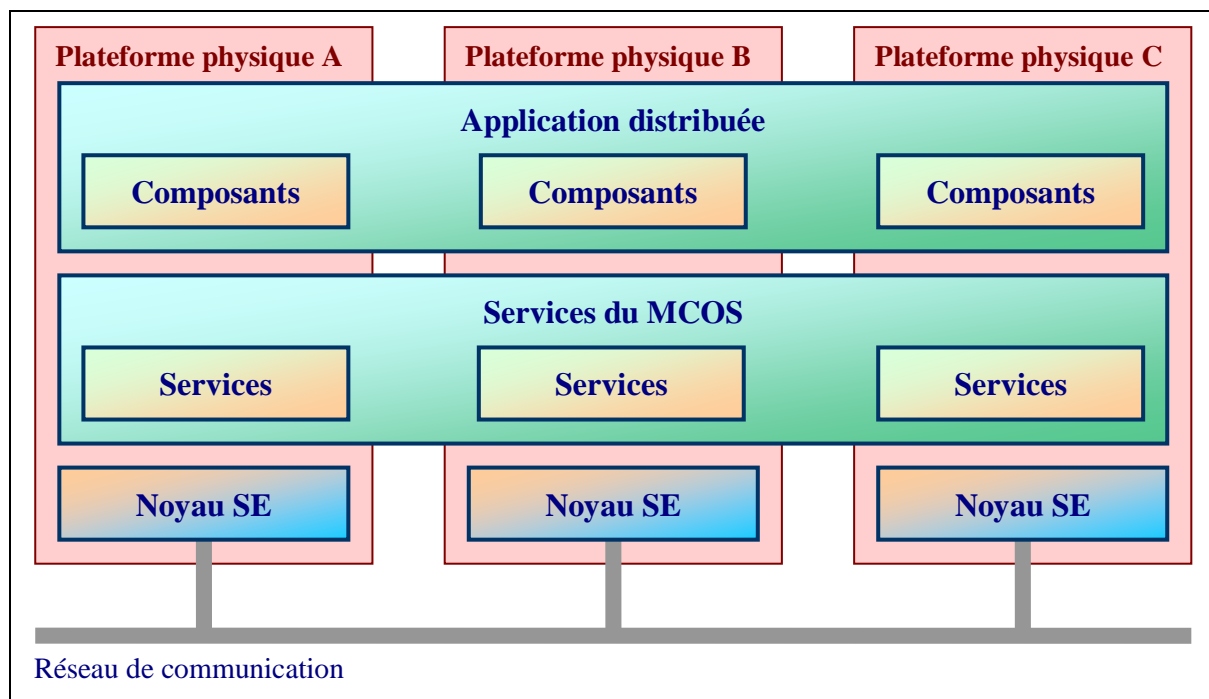 Plateforme physique A
Plateforme physique B
Plateforme physique C
Application distribuée
Composants
Composants
Composants
Services du MCOS
Services
Services
Services
Noyau SE
Noyau SE
Noyau SE
Réseau de communication